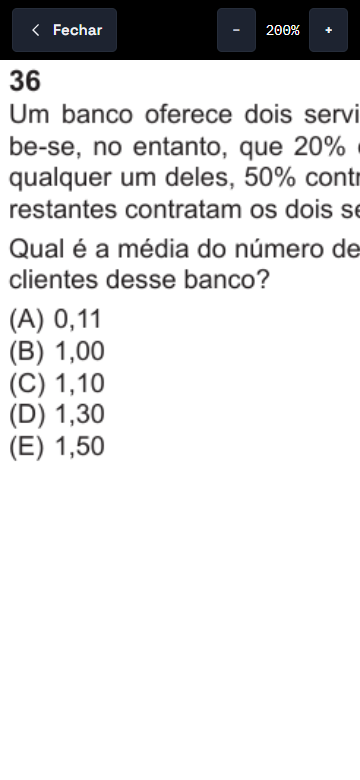 Fechar - 200% +
36
Um banco oferece dois servi
be-se, no entanto, que 20%
qualquer um deles, 50% contr
restantes contratam os dois se
Qual é a média do número de
clientes desse banco?
(A) 0,11
(B) 1,00
(C) 1,10
(D) 1,30
(E) 1,50